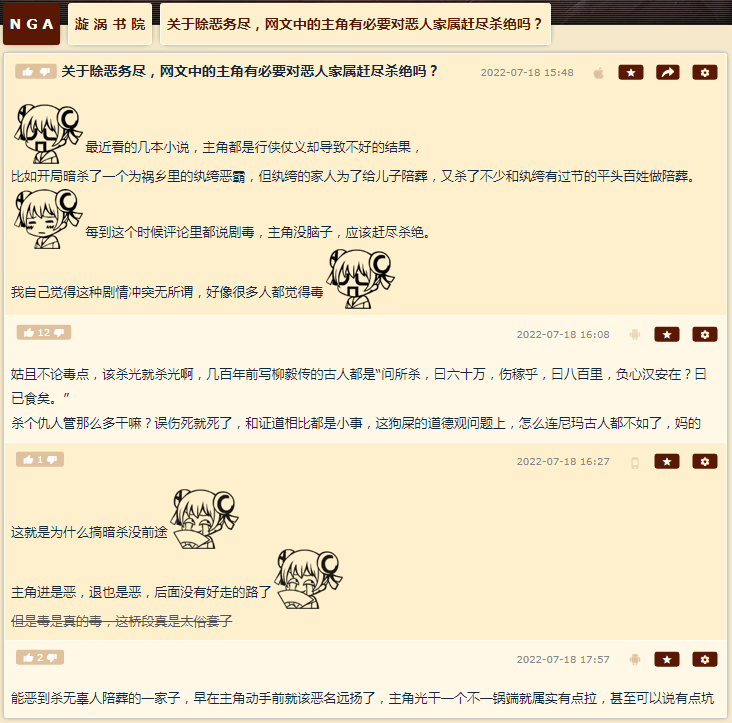 NGA 漩涡书院 关于除恶务尽，网文中的主角有必要对恶人家属赶尽杀绝吗？
关于除恶务尽，网文中的主角有必要对恶人家属赶尽杀绝吗？ 2022-07-18 15:48
最近看的几本小说，主角都是行侠仗义却导致不好的结果，
比如开局暗杀了一个为祸乡里的纨绔恶霸，但纨绔的家人为了给儿子陪葬，又杀了不少和纨绔有过节的平头百姓做陪葬。
每到这个时候评论里都说剧毒，主角没脑子，应该赶尽杀绝。
我自己觉得这种剧情冲突无所谓，好像很多人都觉得毒
12 2022-07-18 16:08
姑且不论毒点，该杀光就杀光啊，几百年前写柳毅传的古人都是“问所杀，曰六十万，伤稼乎，曰八百里，负心汉安在？曰
已食矣。”
杀个仇人管那么多干嘛？误伤死就死了，和证道相比都是小事，这狗屎的道德观问题上，怎么连尼玛古人都不如了，妈的
1 2022-07-18 16:27
这就是为什么搞暗杀没前途
主角进是恶，退也是恶，后面没有好走的路了
但是毒是真的毒，这桥段真是太俗套了
2 2022-07-18 17:57
能恶到杀无辜人陪葬的一家子，早在主角动手前就该恶名远扬了，主角光干一个不一锅端就属实有点拉，甚至可以说有点坑